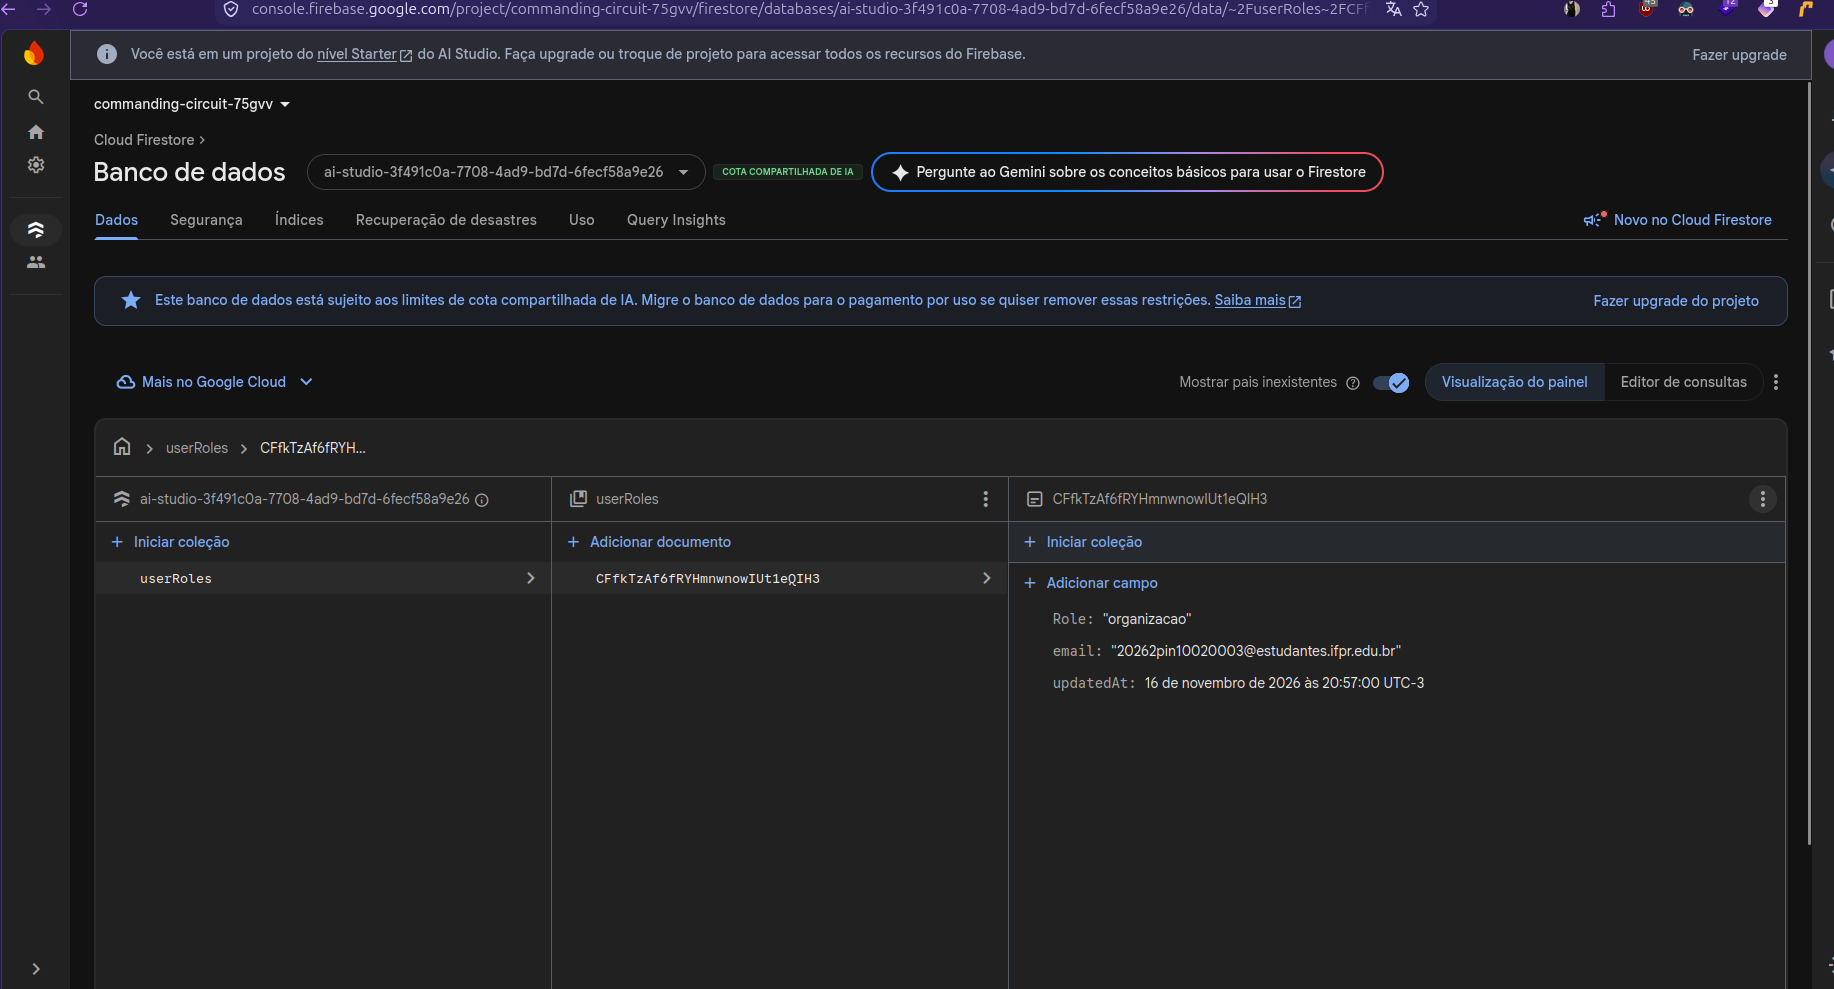 console.firebase.google.com/project/commanding-circuit-75gvv/firestore/databases/ai-studio-3f491c0a-7708-4ad9-bd7d-6fecf58a9e26/data/~2FuserRoles~2FCFf
45
12
3
Você está em um projeto do nível Starter do AI Studio. Faça upgrade ou troque de projeto para acessar todos os recursos do Firebase.
Fazer upgrade
commanding-circuit-75gvv
Cloud Firestore
Banco de dados
ai-studio-3f491c0a-7708-4ad9-bd7d-6fecf58a9e26
COTA COMPARTILHADA DE IA
Pergunte ao Gemini sobre os conceitos básicos para usar o Firestore
Dados
Segurança
Índices
Recuperação de desastres
Uso
Query Insights
Novo no Cloud Firestore
Este banco de dados está sujeito aos limites de cota compartilhada de IA. Migre o banco de dados para o pagamento por uso se quiser remover essas restrições. Saiba mais
Fazer upgrade do projeto
Mais no Google Cloud
Mostrar pais inexistentes
Visualização do painel
Editor de consultas
userRoles
CFfkTzAf6fRYH...
ai-studio-3f491c0a-7708-4ad9-bd7d-6fecf58a9e26
userRoles
CFfkTzAf6fRYHmnwnowIUt1eQIH3
Iniciar coleção
Adicionar documento
Iniciar coleção
userRoles
CFfkTzAf6fRYHmnwnowIUt1eQIH3
Adicionar campo
Role: "organizacao"
email: "20262pin10020003@estudantes.ifpr.edu.br"
updatedAt: 16 de novembro de 2026 às 20:57:00 UTC-3